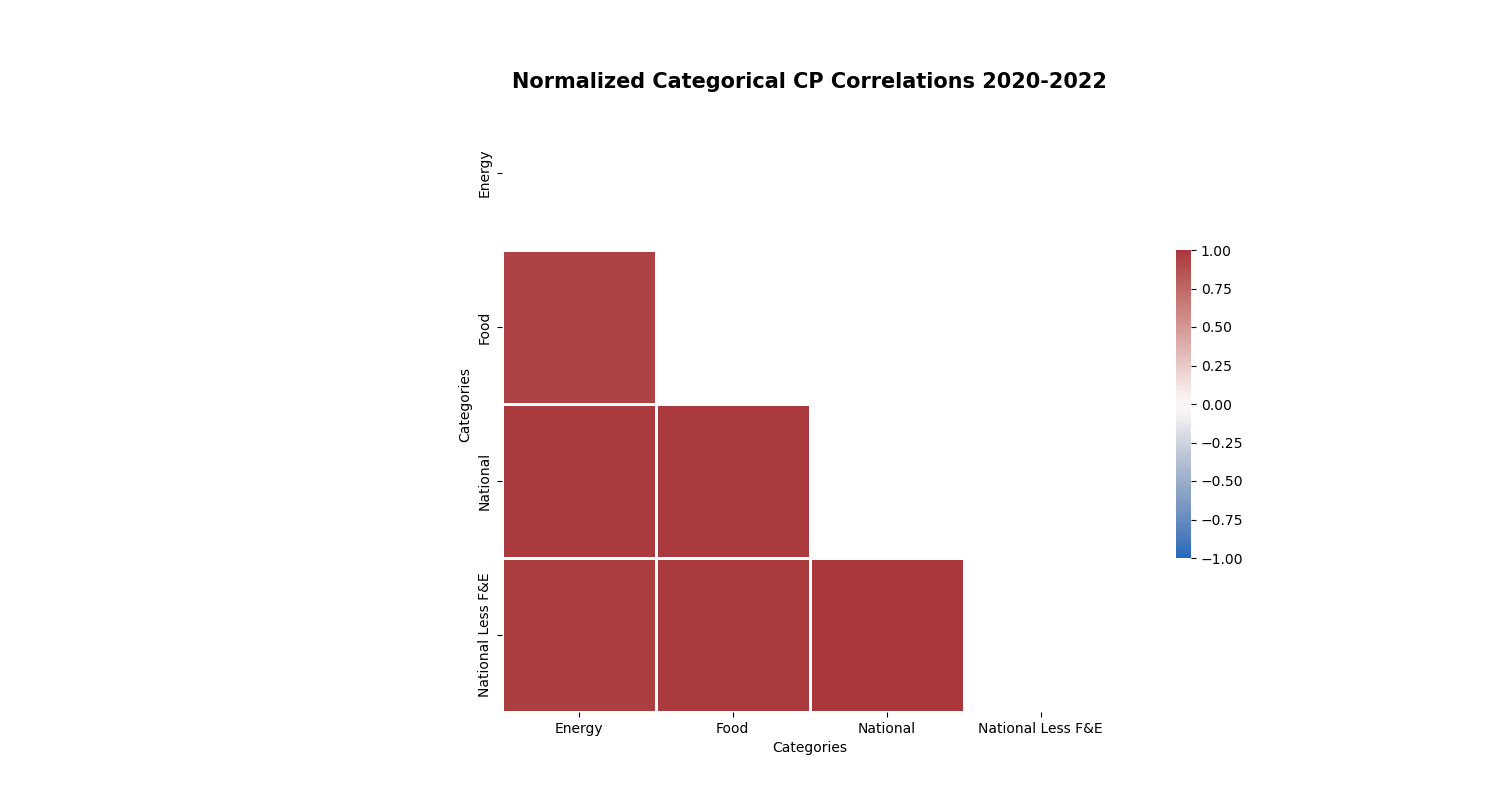 Normalized Categorical CP Correlations 2020-2022
Categories
Energy
Food
National
National Less F&E
Energy
Food
National
National Less F&E
Categories
1.00
0.75
0.50
0.25
0.00
−0.25
−0.50
−0.75
−1.00